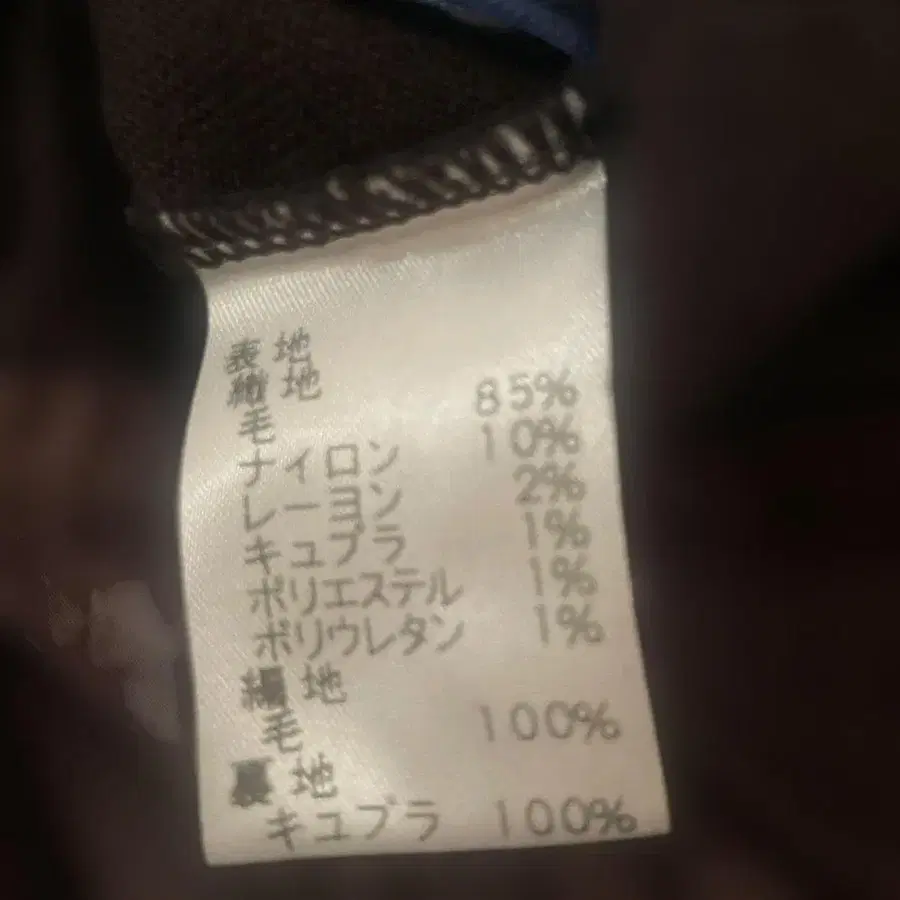 表地
織地
毛 85%
ナイロン 10%
レーヨン 2%
キュプラ 1%
ポリエステル 1%
ポリウレタン 1%
編地
毛 100%
裏地
キュプラ 100%